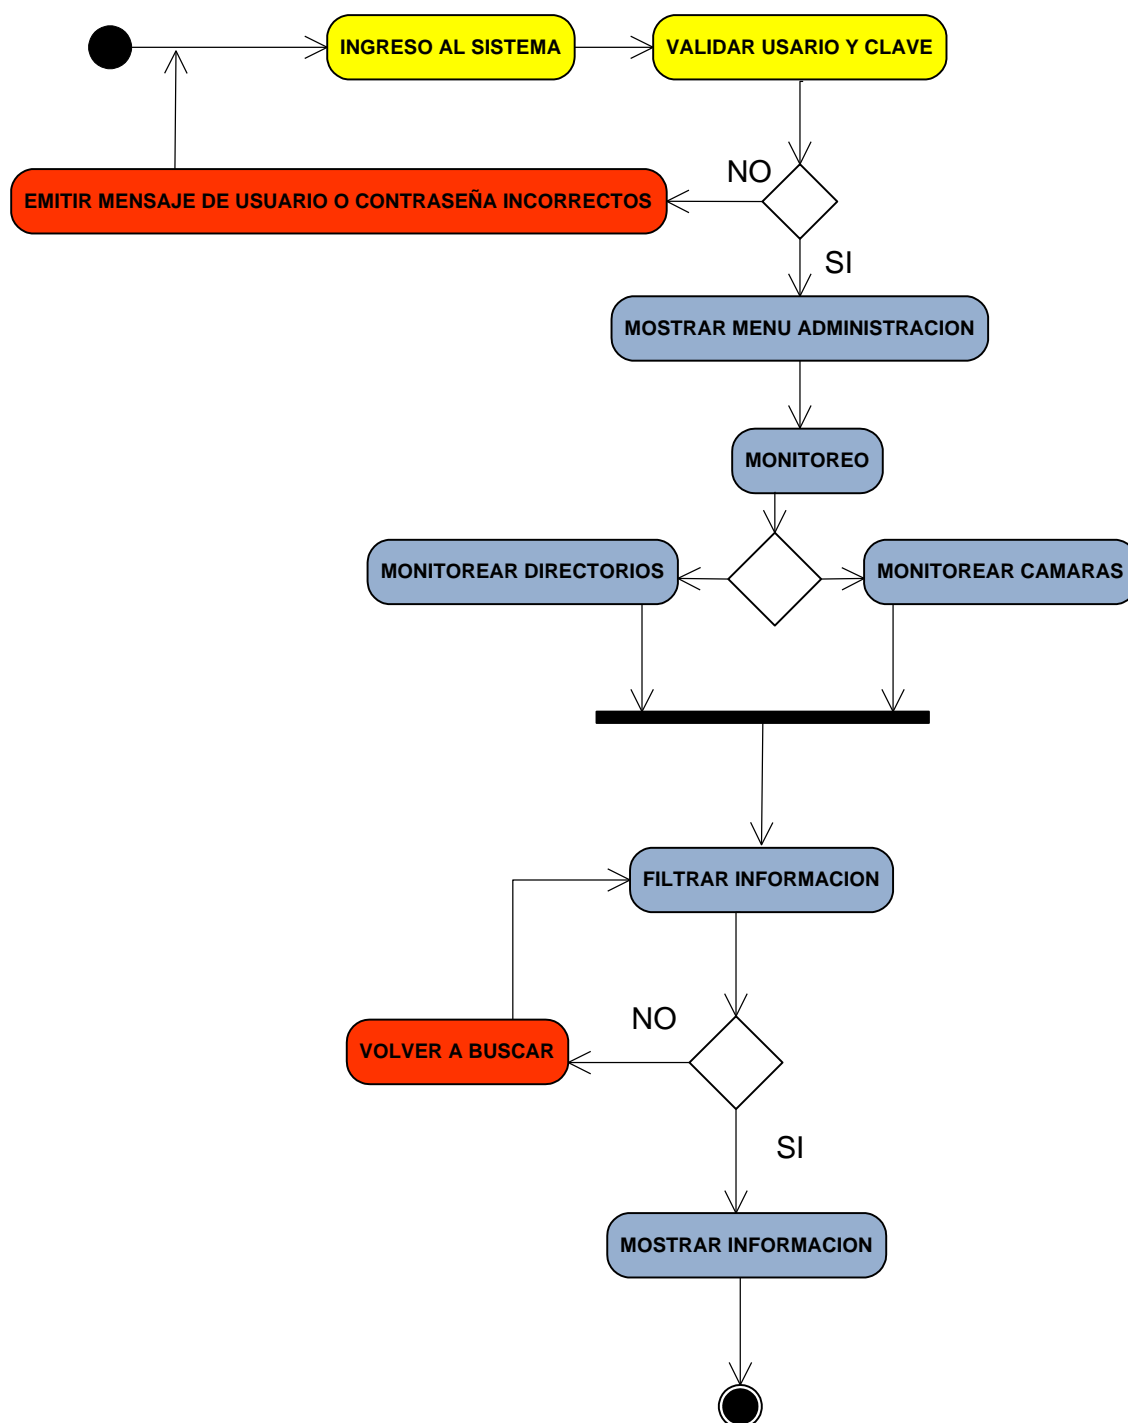 INGRESO AL SISTEMA
VALIDAR USARIO Y CLAVE
NO
EMITIR MENSAJE DE USUARIO O CONTRASEÑA INCORRECTOS
SI
MOSTRAR MENU ADMINISTRACION
MONITOREO
MONITOREAR DIRECTORIOS
MONITOREAR CAMARAS
FILTRAR INFORMACION
NO
VOLVER A BUSCAR
SI
MOSTRAR INFORMACION